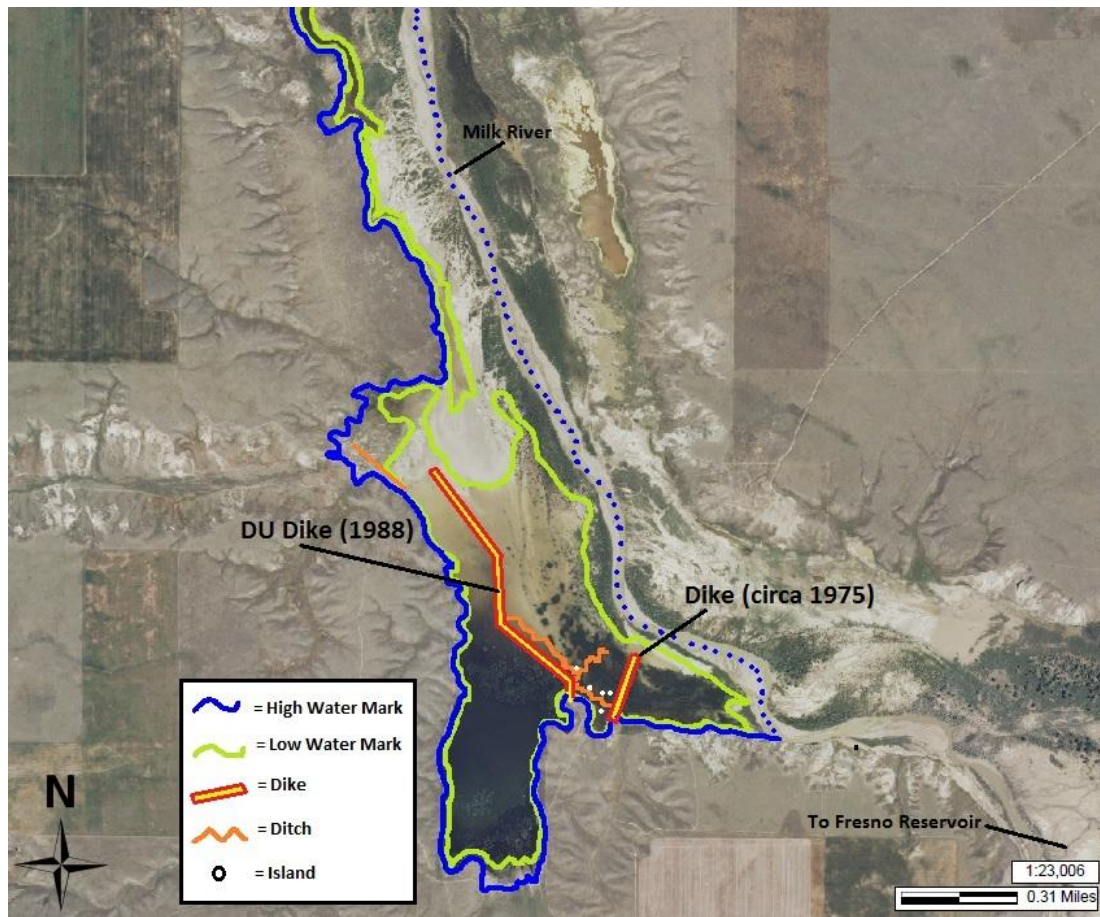 Milk River
DU Dike (1988)
Dike (circa 1975)
= High Water Mark
= Low Water Mark
= Dike
= Ditch
= Island
N
To Fresno Reservoir
1:23,006
0.31 Miles